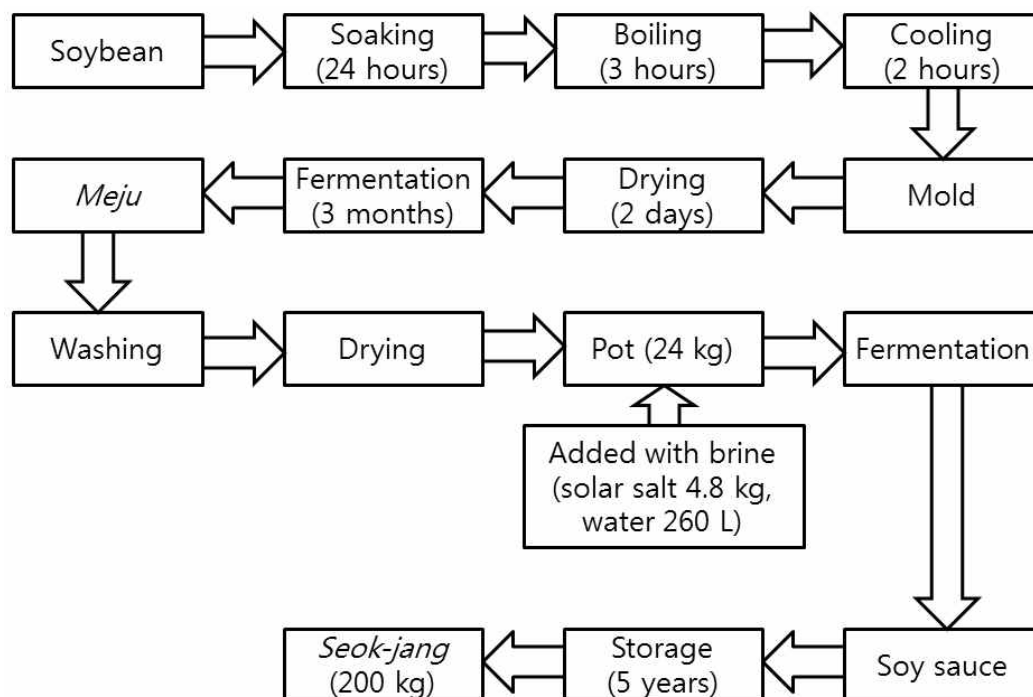 Soybean
Soaking
(24 hours)
Boiling
(3 hours)
Cooling
(2 hours)
Mold
Drying
(2 days)
Fermentation
(3 months)
Meju
Washing
Drying
Pot (24 kg)
Fermentation
Added with brine
(solar salt 4.8 kg,
water 260 L)
Soy sauce
Storage
(5 years)
Seok-jang
(200 kg)